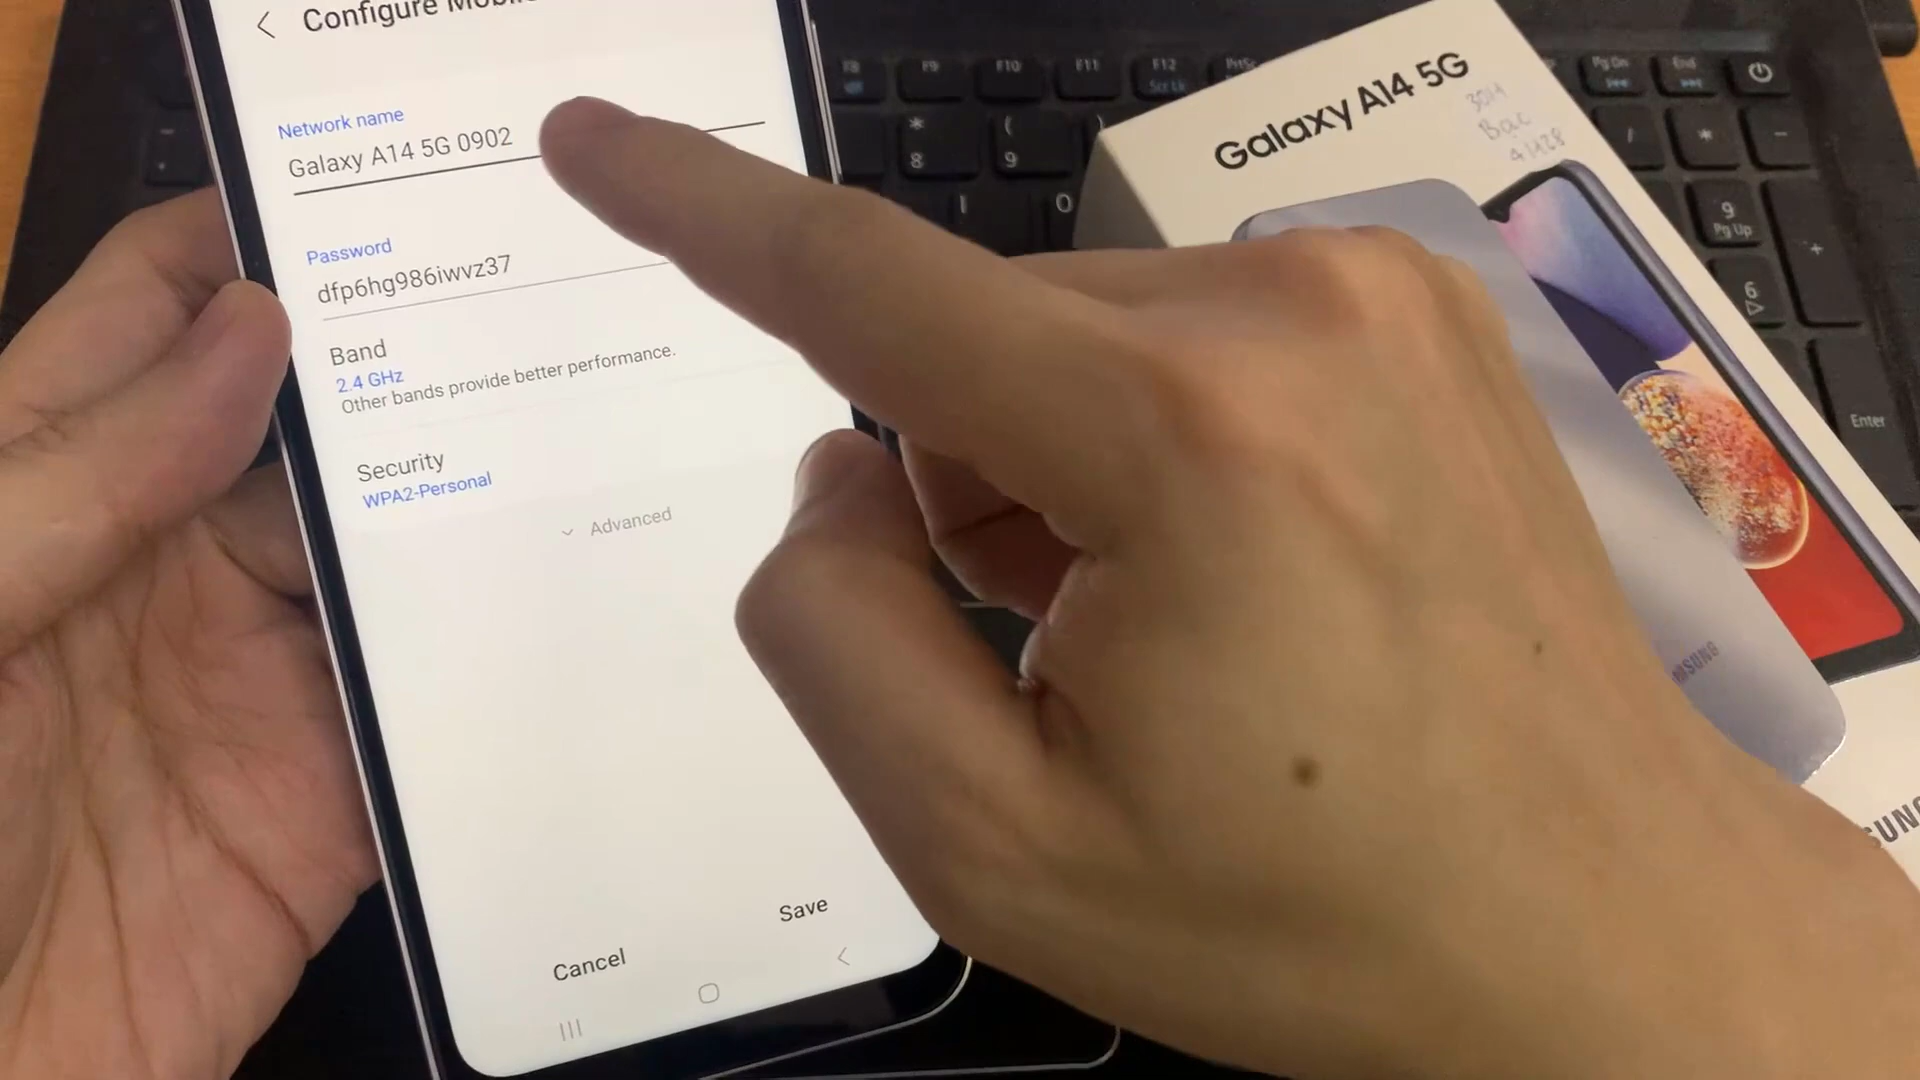 Configure
Network name
Galaxy A14 5G 0902
Password
dfp6hg986iwvz37
Band
2.4 GHz
Other bands provide better performance.
Security
WPA2-Personal
Advanced
Save
Cancel
Galaxy A14 5G
F8
F9
F10
F11
F12
PrtSc
Scr Lk
Pg Dn
End
*
8
(
9
)
I
O
/
*
-
9
Pg Up
+
6
Enter
SAMSUNG